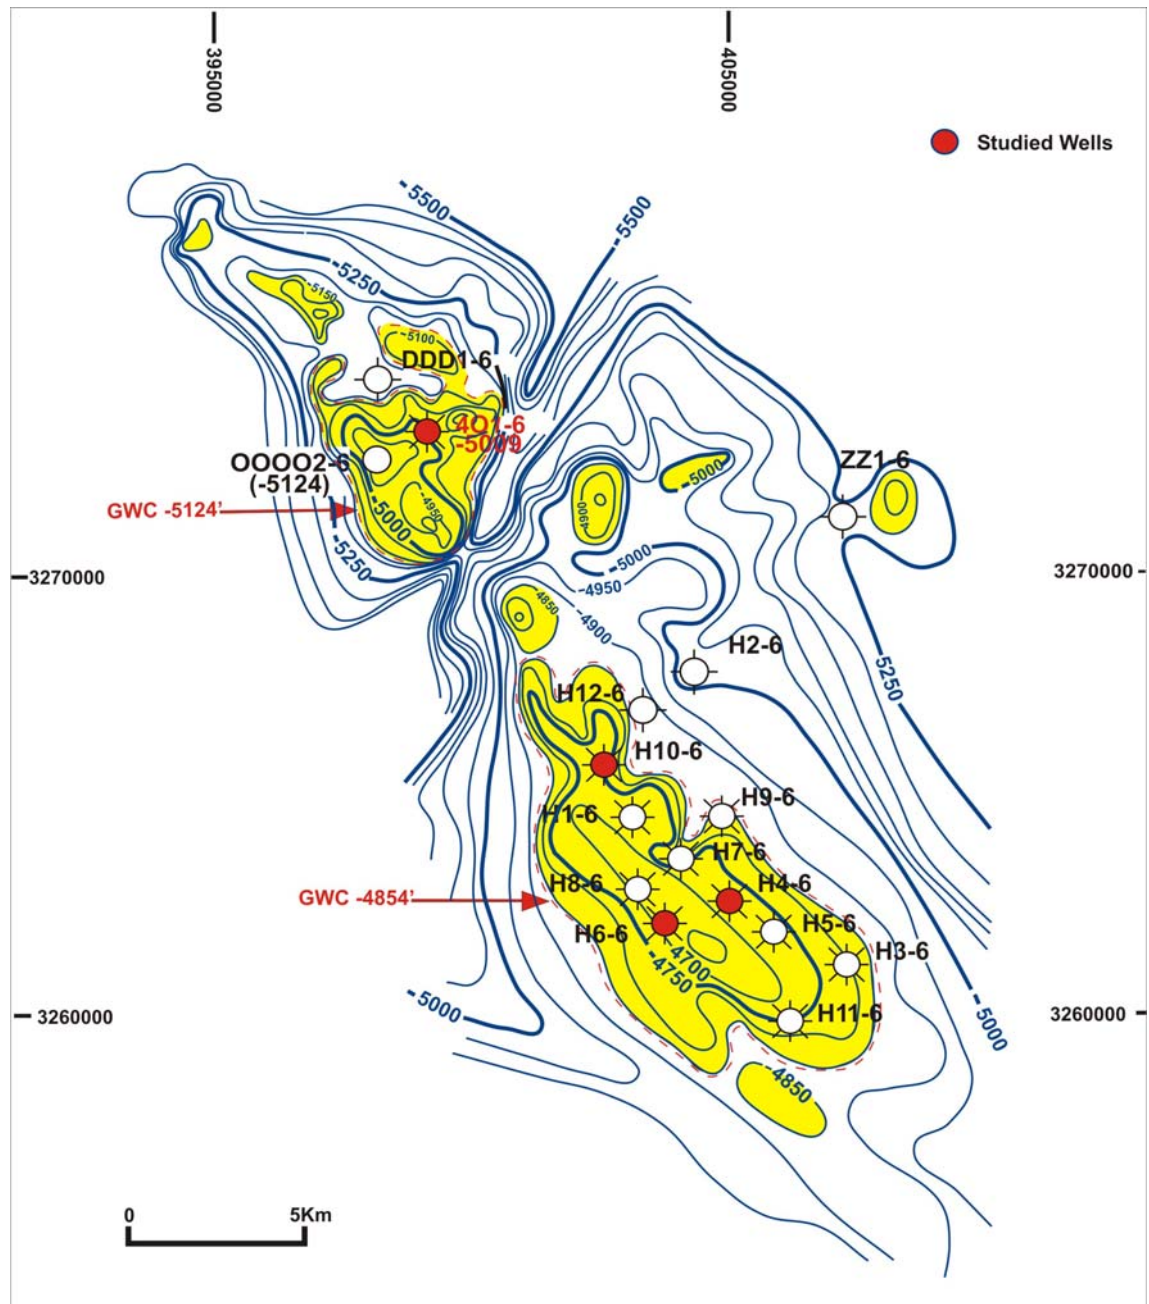 395000
405000
Studied Wells
-5500
-5500
-5250
-5150
-5100
DDD1-6
4O1-6
-5009
OOOO2-6
(-5124)
ZZ1-6
-5000
GWC -5124'
-4950
-5000
4900
-5250
-5000
3270000
3270000
-4950
4850
-4900
H2-6
5250
H12-6
H10-6
H9-6
H1-6
H7-6
H8-6
H4-6
GWC -4854'
H5-6
H6-6
H3-6
4700
-4750
-5000
H11-6
3260000
3260000
-5000
-4850
0
5Km